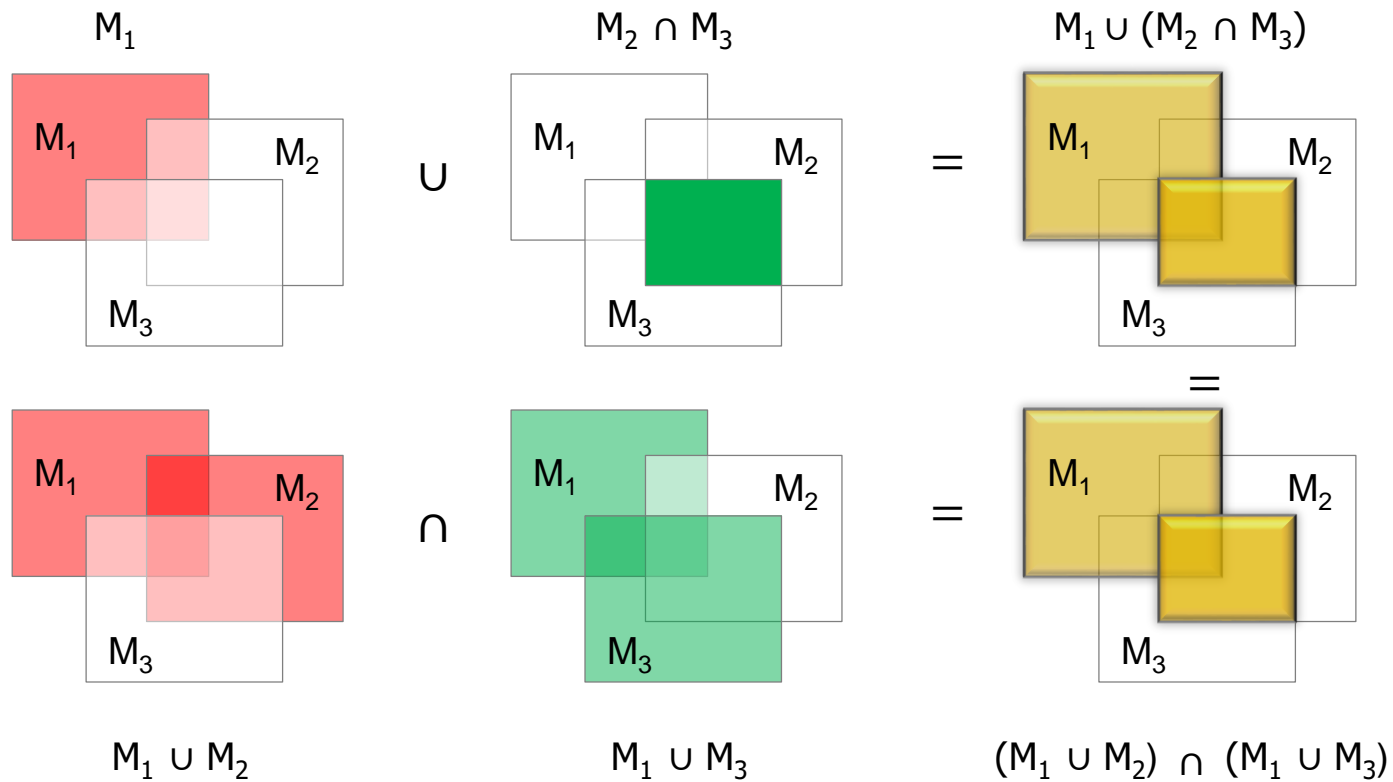 M₁ M₂ ∩ M₃ M₁ ∪ (M₂ ∩ M₃)
M₁ M₂ ∪ M₁ M₂ = M₁ M₂
M₃ M₃ M₃
=
M₁ M₂ ∩ M₁ M₂ = M₁ M₂
M₃ M₃ M₃
M₁ ∪ M₂ M₁ ∪ M₃ (M₁ ∪ M₂) ∩ (M₁ ∪ M₃)